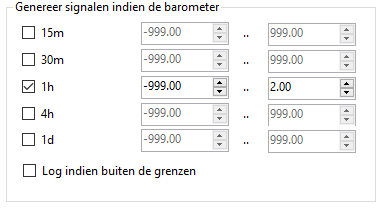 Genereer signalen indien de barometer
15m -999.00 .. 999.00
30m -999.00 .. 999.00
1h -999.00 .. 2.00
4h -999.00 .. 999.00
1d -999.00 .. 999.00
Log indien buiten de grenzen